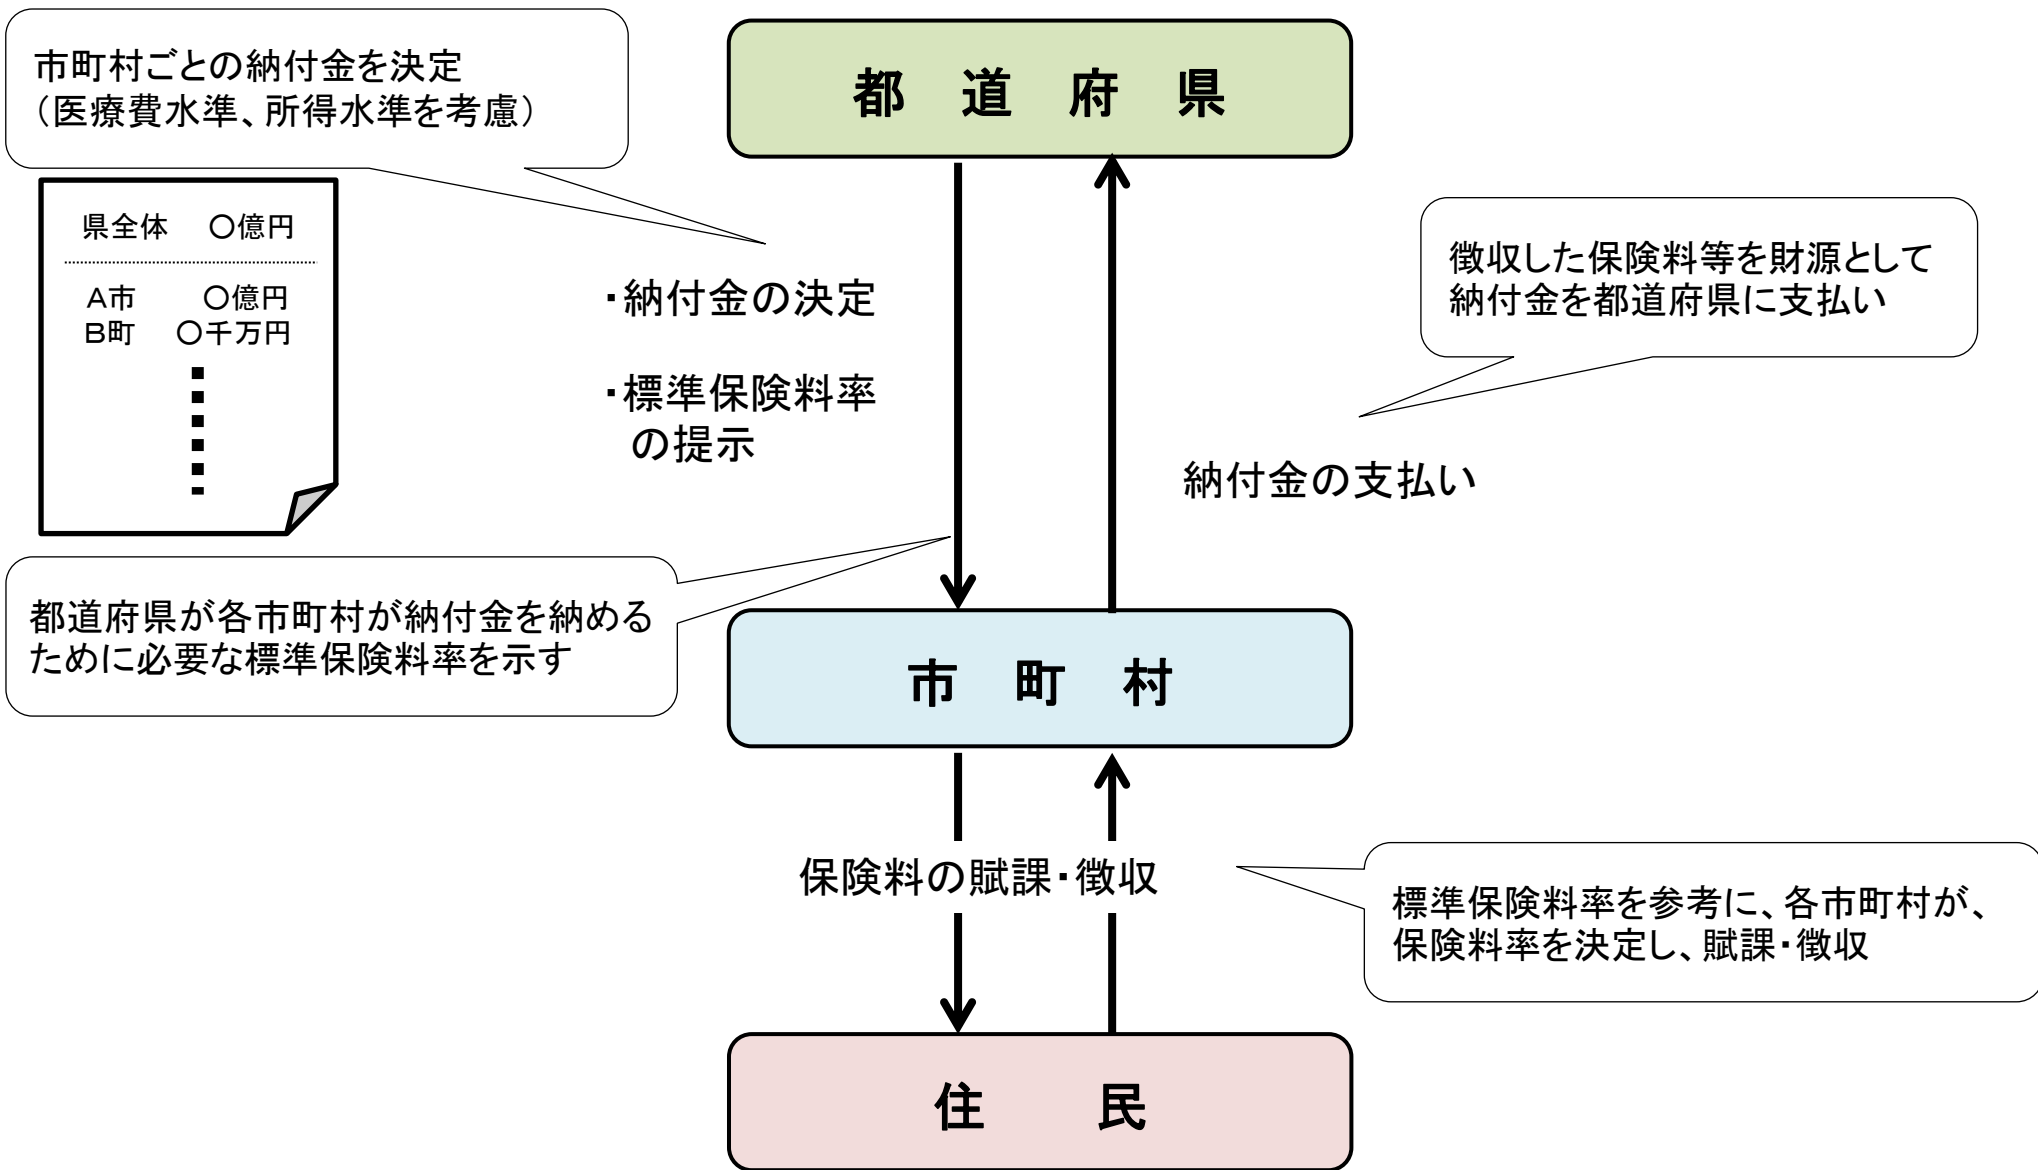 市町村ごとの納付金を決定
（医療費水準、所得水準を考慮）
都　道　府　県
県全体　〇億円
A市　〇億円
B町　〇千万円
・納付金の決定
・標準保険料率
の提示
徴収した保険料等を財源として
納付金を都道府県に支払い
納付金の支払い
都道府県が各市町村が納付金を納める
ために必要な標準保険料率を示す
市　町　村
保険料の賦課・徴収
標準保険料率を参考に、各市町村が、
保険料率を決定し、賦課・徴収
住　民